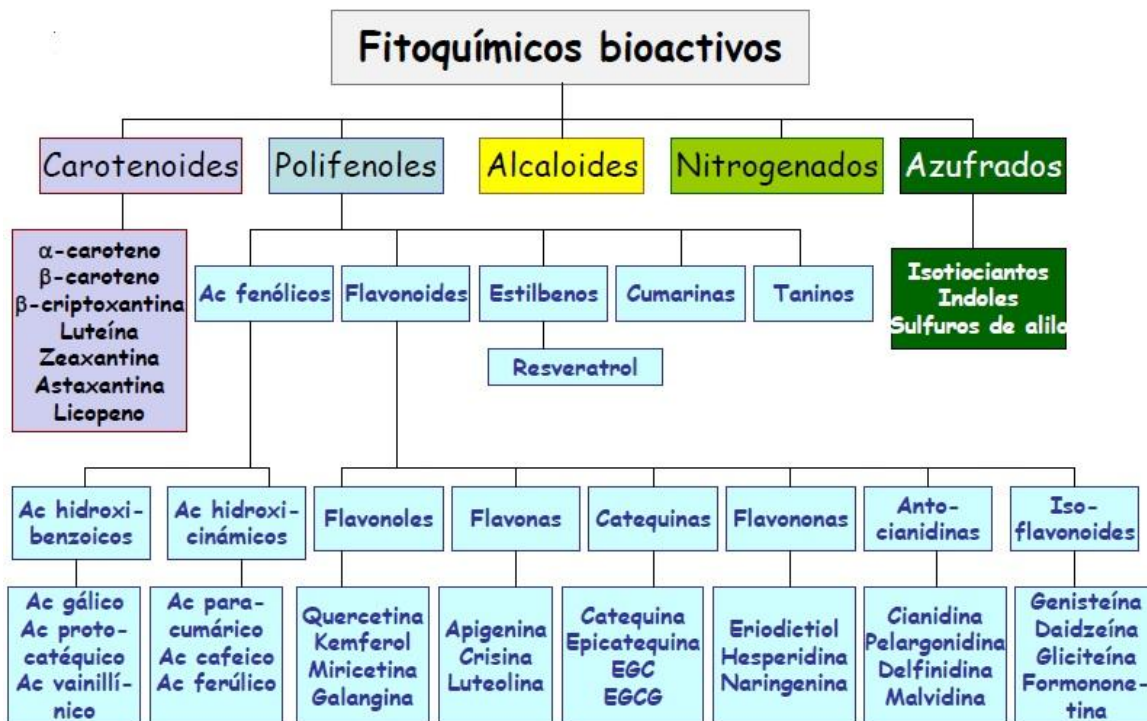 Fitoquímicos bioactivos
Carotenoides
Polifenoles
Alcaloides
Nitrogenados
Azufrados
α-caroteno
β-caroteno
β-criptoxantina
Luteína
Zeaxantina
Astaxantina
Licopeno
Ac fenólicos
Flavonoides
Estilbenos
Cumarinas
Taninos
Isotiociantos
Indoles
Sulfuros de alilo
Resveratrol
Ac hidroxi-
benzoicos
Ac hidroxi-
cinámicos
Flavonoles
Flavonas
Catequinas
Flavononas
Anto-
cianidinas
Iso-
flavonoides
Ac gálico
Ac proto-
catéquico
Ac vainillí-
nico
Ac para-
cumárico
Ac cafeico
Ac ferúlico
Quercetina
Kemferol
Miricetina
Galangina
Apigenina
Crisina
Luteolina
Catequina
Epicatequina
EGC
EGCG
Eriodictiol
Hesperidina
Naringenina
Cianidina
Pelargonidina
Delfinidina
Malvidina
Genisteína
Daidzeína
Gliciteína
Formonone-
tina